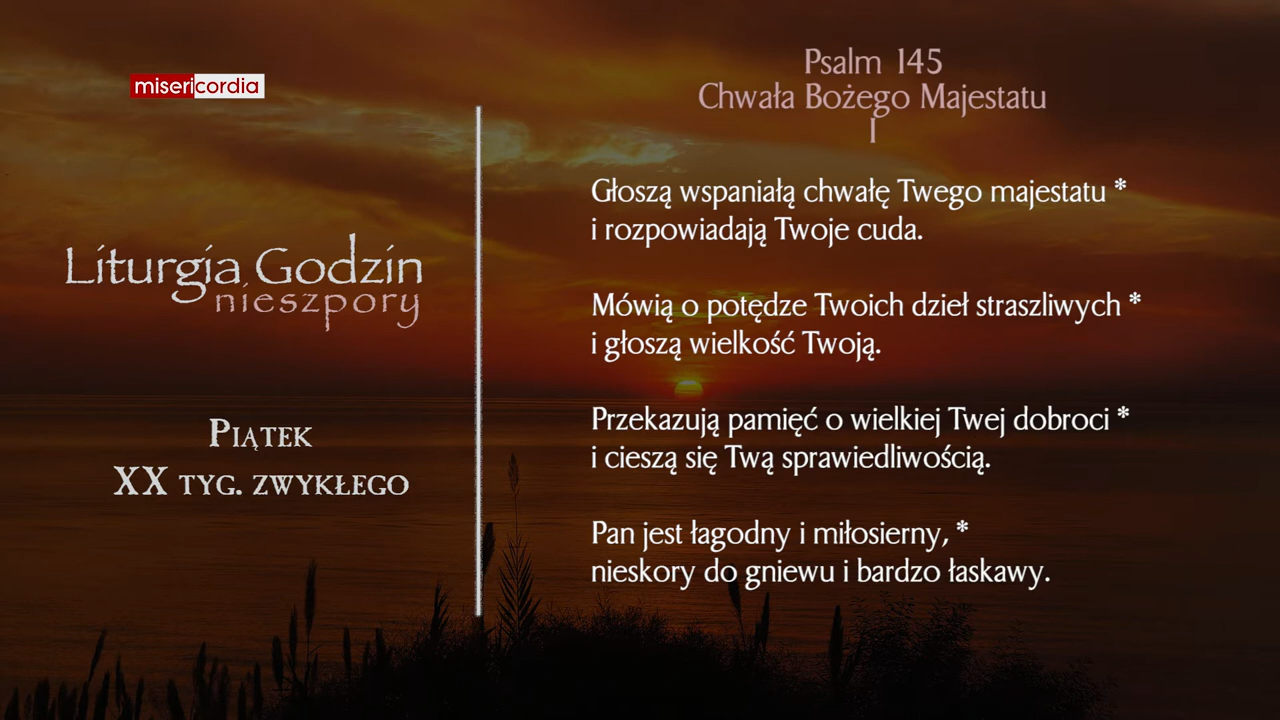 misericordia
Liturgia Godzin
nieszpory
Piątek
XX tyg. zwykłego
Psalm 145
Chwała Bożego Majestatu
I
Głoszą wspaniałą chwałę Twego majestatu *
i rozpowiadają Twoje cuda.
Mówią o potędze Twoich dzieł straszliwych *
i głoszą wielkość Twoją.
Przekazują pamięć o wielkiej Twej dobroci *
i cieszą się Twą sprawiedliwością.
Pan jest łagodny i miłosierny, *
nieskory do gniewu i bardzo łaskawy.